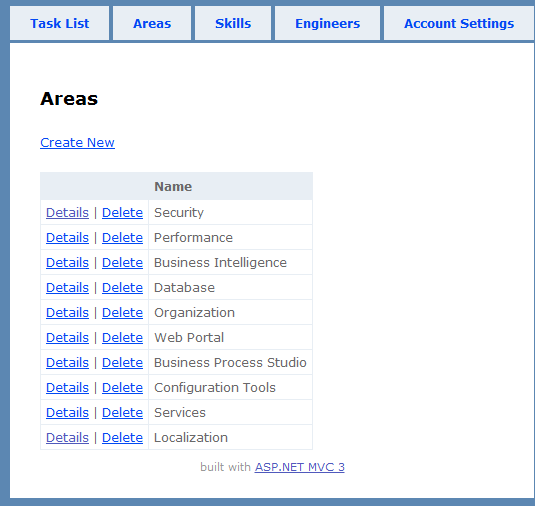 Task List Areas Skills Engineers Account Settings
Areas
Create New
Name
Details | Delete Security
Details | Delete Performance
Details | Delete Business Intelligence
Details | Delete Database
Details | Delete Organization
Details | Delete Web Portal
Details | Delete Business Process Studio
Details | Delete Configuration Tools
Details | Delete Services
Details | Delete Localization
built with ASP.NET MVC 3